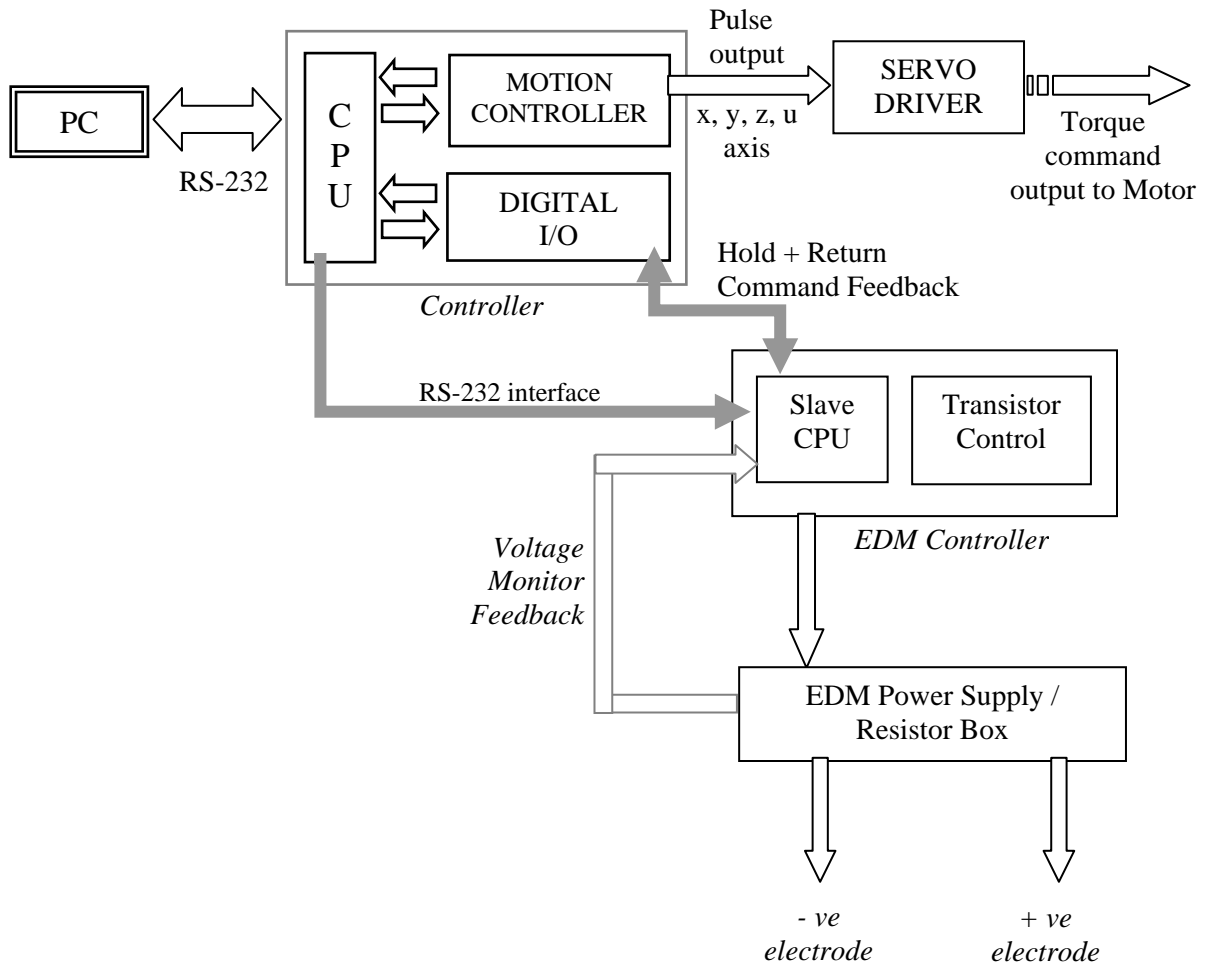 PC
RS-232
C
P
U
MOTION
CONTROLLER
DIGITAL
I/O
Controller
Pulse
output
x, y, z, u
axis
SERVO
DRIVER
Torque
command
output to Motor
Hold + Return
Command Feedback
RS-232 interface
Slave
CPU
Transistor
Control
EDM Controller
Voltage
Monitor
Feedback
EDM Power Supply /
Resistor Box
- ve
electrode
+ ve
electrode